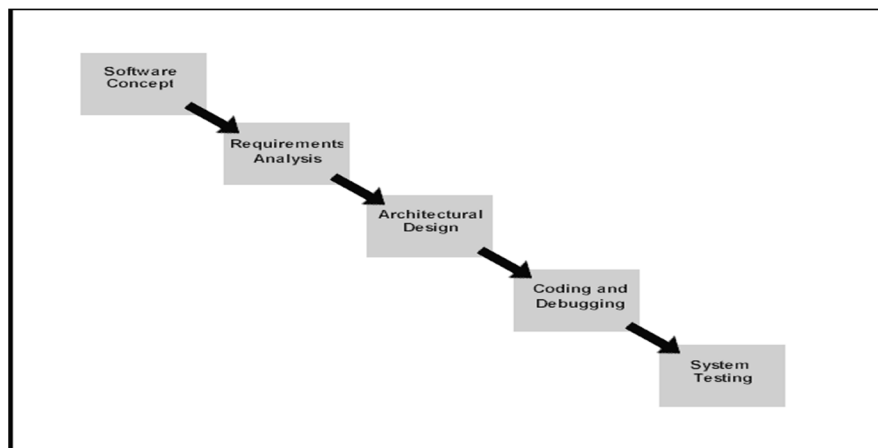 Software
Concept
Requirements
Analysis
Architectural
Design
Coding and
Debugging
System
Testing